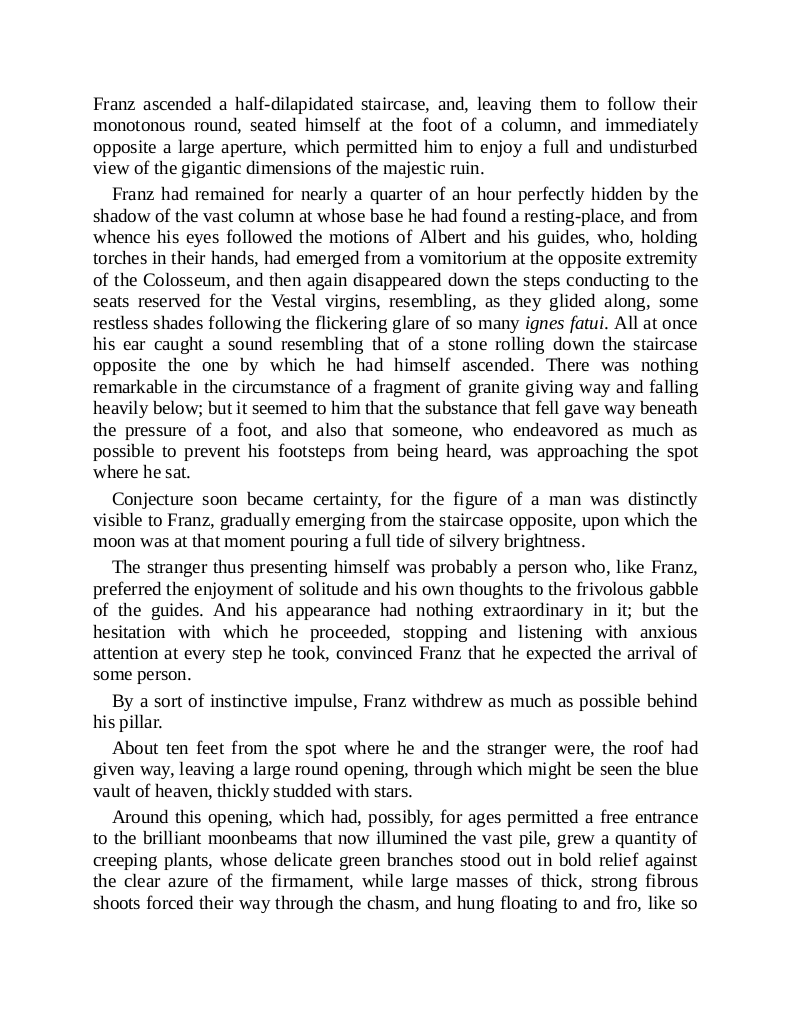 Franz ascended a half-dilapidated staircase, and, leaving them to follow their
monotonous round, seated himself at the foot of a column, and immediately
opposite a large aperture, which permitted him to enjoy a full and undisturbed
view of the gigantic dimensions of the majestic ruin.
Franz had remained for nearly a quarter of an hour perfectly hidden by the
shadow of the vast column at whose base he had found a resting-place, and from
whence his eyes followed the motions of Albert and his guides, who, holding
torches in their hands, had emerged from a vomitorium at the opposite extremity
of the Colosseum, and then again disappeared down the steps conducting to the
seats reserved for the Vestal virgins, resembling, as they glided along, some
restless shades following the flickering glare of so many ignes fatui. All at once
his ear caught a sound resembling that of a stone rolling down the staircase
opposite the one by which he had himself ascended. There was nothing
remarkable in the circumstance of a fragment of granite giving way and falling
heavily below; but it seemed to him that the substance that fell gave way beneath
the pressure of a foot, and also that someone, who endeavored as much as
possible to prevent his footsteps from being heard, was approaching the spot
where he sat.
Conjecture soon became certainty, for the figure of a man was distinctly
visible to Franz, gradually emerging from the staircase opposite, upon which the
moon was at that moment pouring a full tide of silvery brightness.
The stranger thus presenting himself was probably a person who, like Franz,
preferred the enjoyment of solitude and his own thoughts to the frivolous gabble
of the guides. And his appearance had nothing extraordinary in it; but the
hesitation with which he proceeded, stopping and listening with anxious
attention at every step he took, convinced Franz that he expected the arrival of
some person.
By a sort of instinctive impulse, Franz withdrew as much as possible behind
his pillar.
About ten feet from the spot where he and the stranger were, the roof had
given way, leaving a large round opening, through which might be seen the blue
vault of heaven, thickly studded with stars.
Around this opening, which had, possibly, for ages permitted a free entrance
to the brilliant moonbeams that now illumined the vast pile, grew a quantity of
creeping plants, whose delicate green branches stood out in bold relief against
the clear azure of the firmament, while large masses of thick, strong fibrous
shoots forced their way through the chasm, and hung floating to and fro, like so